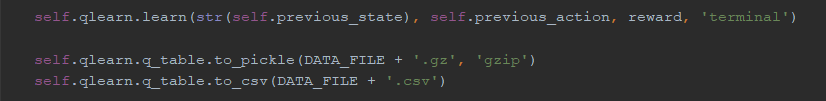 self.qlearn.learn(str(self.previous_state), self.previous_action, reward, 'terminal')
self.qlearn.q_table.to_pickle(DATA_FILE + '.gz', 'gzip')
self.qlearn.q_table.to_csv(DATA_FILE + '.csv')